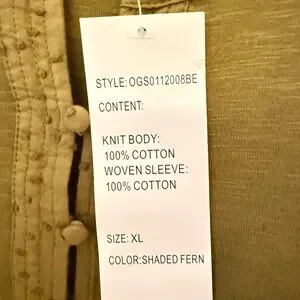 STYLE: OGS0112008BE
CONTENT:
KNIT BODY:
100% COTTON
WOVEN SLEEVE:
100% COTTON
SIZE: XL
COLOR:SHADED FERN